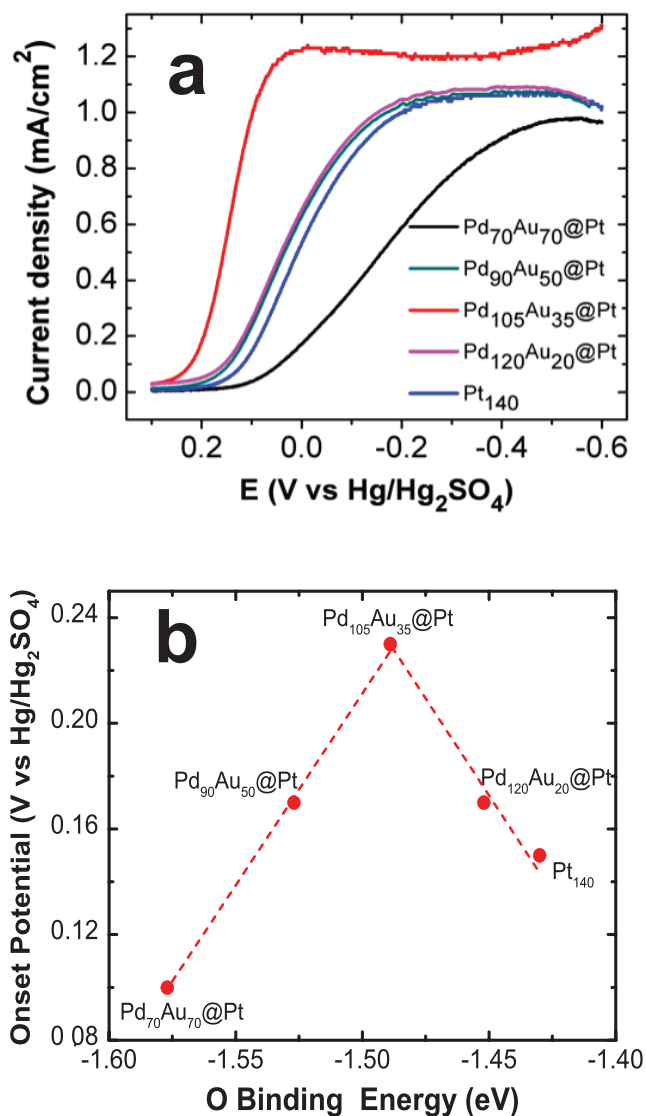 a
Current density (mA/cm²)
1.2
1.0
0.8
0.6
0.4
0.2
0.0
Pd₇₀Au₇₀@Pt
Pd₉₀Au₅₀@Pt
Pd₁₀₅Au₃₅@Pt
Pd₁₂₀Au₂₀@Pt
Pt₁₄₀
0.2 0.0 -0.2 -0.4 -0.6
E (V vs Hg/Hg₂SO₄)
b
Onset Potential (V vs Hg/Hg₂SO₄)
0.24
0.20
0.16
0.12
0 08
Pd₁₀₅Au₃₅@Pt
Pd₉₀Au₅₀@Pt
Pd₁₂₀Au₂₀@Pt
Pt₁₄₀
Pd₇₀Au₇₀@Pt
-1.60 -1.55 -1.50 -1.45 -1.40
O Binding Energy (eV)